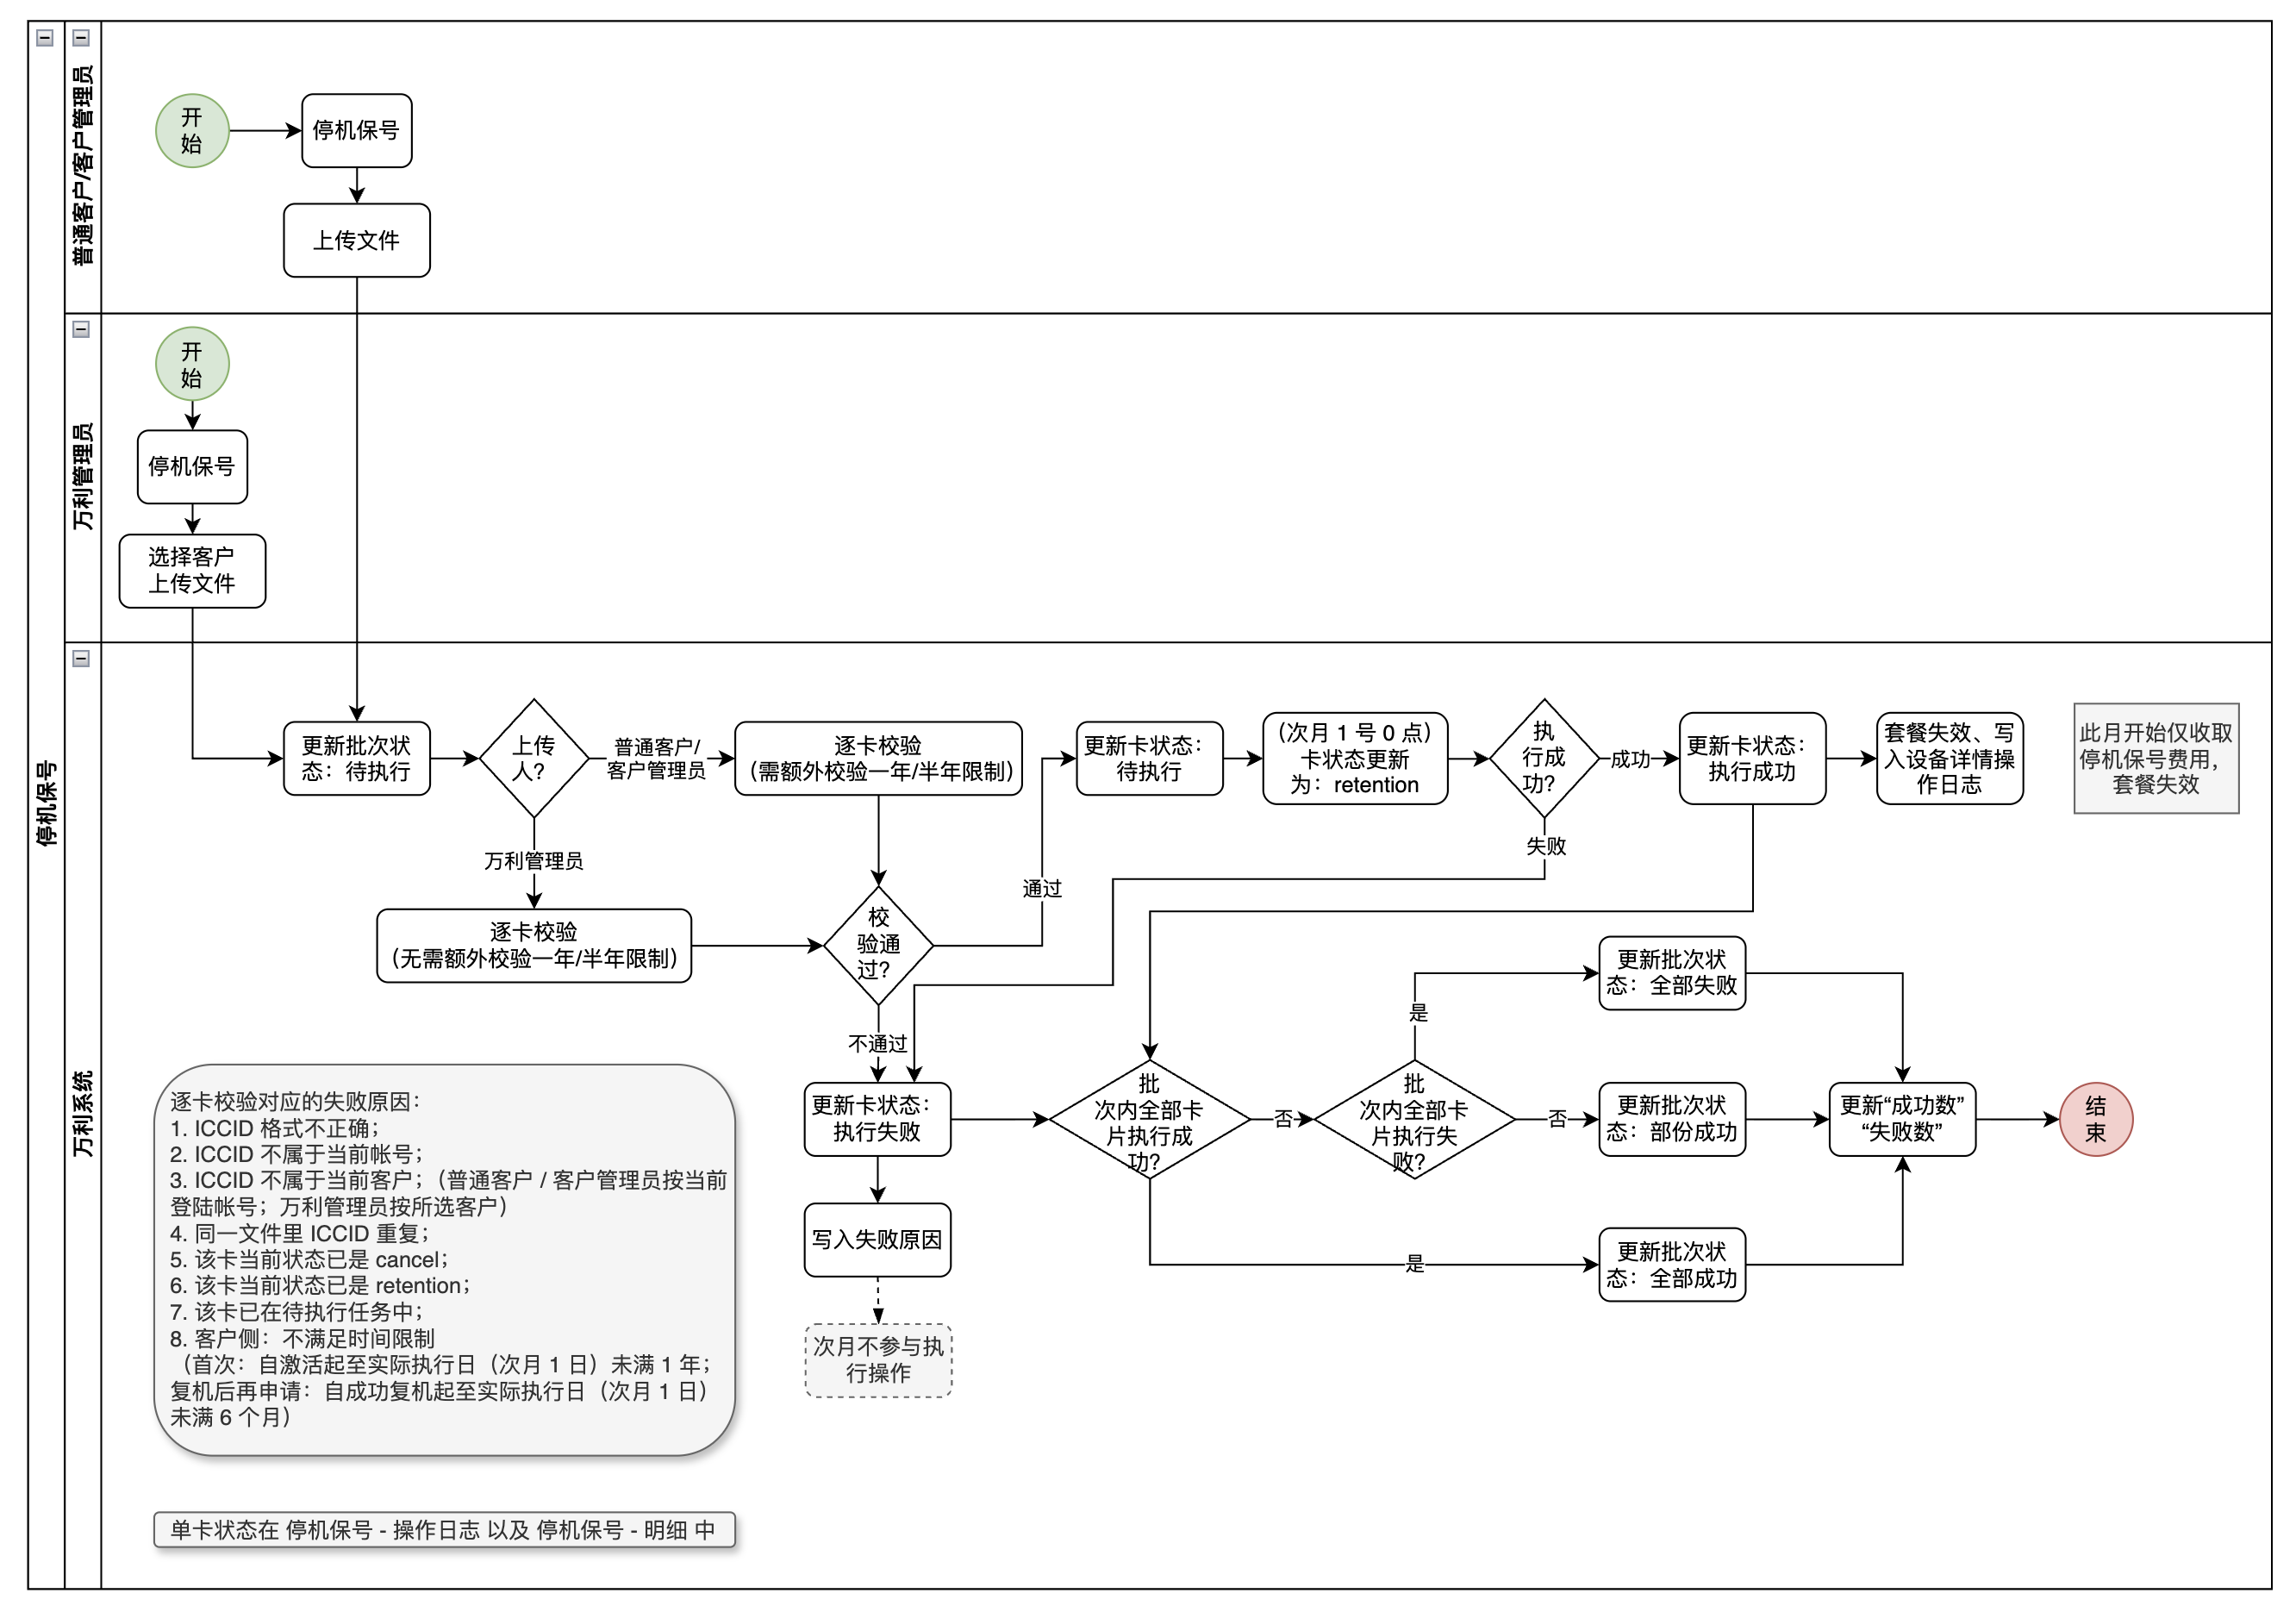 停机保号
普通客户/客户管理员
开
始
停机保号
上传文件
万利管理员
开
始
停机保号
选择客户
上传文件
万利系统
更新批次状
态：待执行
上传
人?
普通客户/
客户管理员
逐卡校验
（需额外校验一年/半年限制）
更新卡状态：
待执行
（次月 1 号 0 点）
卡状态更新
为：retention
执
行成
功?
成功
更新卡状态：
执行成功
套餐失效、写
入设备详情操
作日志
此月开始仅收取
停机保号费用，
套餐失效
失败
万利管理员
通过
逐卡校验
（无需额外校验一年/半年限制）
校
验通
过?
更新批次状
态：全部失败
是
不通过
更新卡状态：
执行失败
批
次内全部卡
片执行成
功?
否
批
次内全部卡
片执行失
败?
否
更新批次状
态：部份成功
更新“成功数”
“失败数”
结
束
写入失败原因
是
更新批次状
态：全部成功
次月不参与执
行操作
逐卡校验对应的失败原因：
1. ICCID 格式不正确；
2. ICCID 不属于当前帐号；
3. ICCID 不属于当前客户；（普通客户 / 客户管理员按当前
登陆帐号；万利管理员按所选客户）
4. 同一文件里 ICCID 重复；
5. 该卡当前状态已是 cancel；
6. 该卡当前状态已是 retention；
7. 该卡已在待执行任务中；
8. 客户侧：不满足时间限制
（首次：自激活起至实际执行日（次月 1 日）未满 1 年；
复机后再申请：自成功复机起至实际执行日（次月 1 日）
未满 6 个月）
单卡状态在 停机保号 - 操作日志 以及 停机保号 - 明细 中